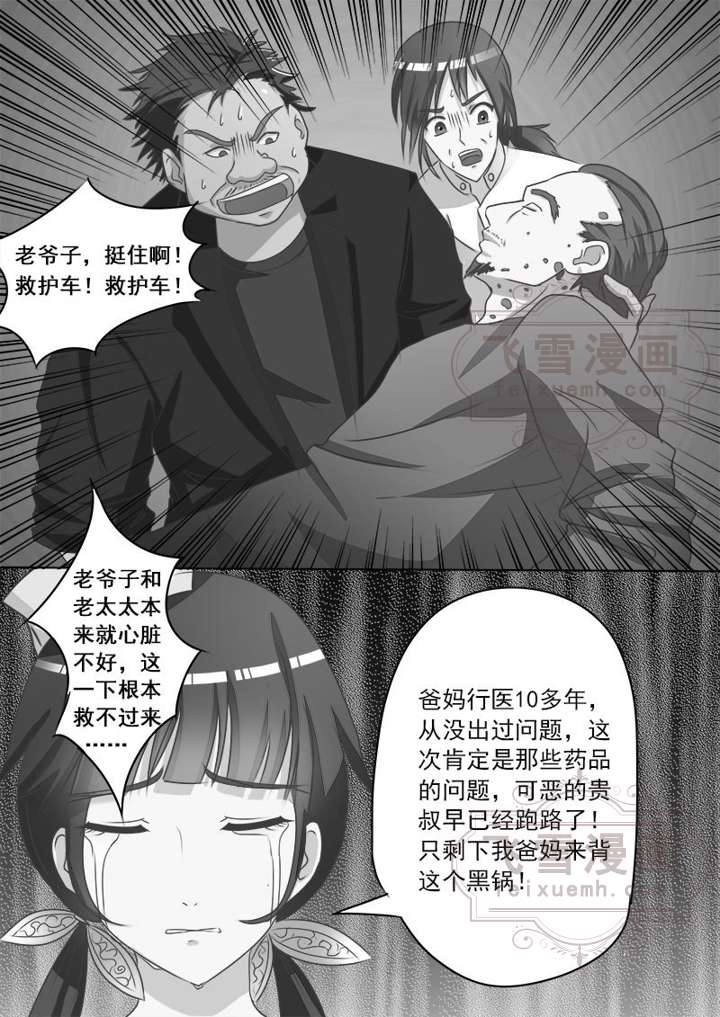 老爷子，挺住啊！
救护车！救护车！
飞雪漫画
feixuemh.com
老爷子和
老太太本
来就心脏
不好，这
一下根本
救不过来
……
爸妈行医10多年，
从没出过问题，这
次肯定是那些药品
的问题，可恶的贵
叔早已经跑路了！
只剩下我爸妈来背
这个黑锅！
飞雪漫画
feixuemh.com